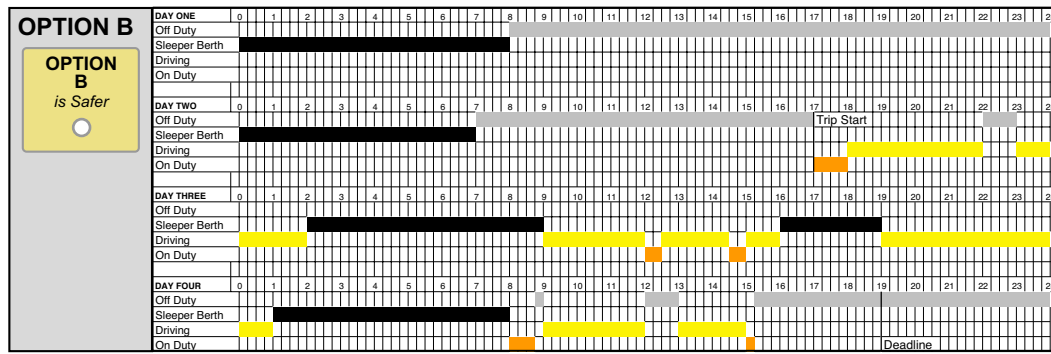 OPTION B
OPTION
B
is Safer
DAY ONE 0 1 2 3 4 5 6 7 8 9 10 11 12 13 14 15 16 17 18 19 20 21 22 23 2
Off Duty
Sleeper Berth
Driving
On Duty
DAY TWO 0 1 2 3 4 5 6 7 8 9 10 11 12 13 14 15 16 17 18 19 20 21 22 23 2
Off Duty Trip Start
Sleeper Berth
Driving
On Duty
DAY THREE 0 1 2 3 4 5 6 7 8 9 10 11 12 13 14 15 16 17 18 19 20 21 22 23 2
Off Duty
Sleeper Berth
Driving
On Duty
DAY FOUR 0 1 2 3 4 5 6 7 8 9 10 11 12 13 14 15 16 17 18 19 20 21 22 23 2
Off Duty
Sleeper Berth
Driving
On Duty Deadline